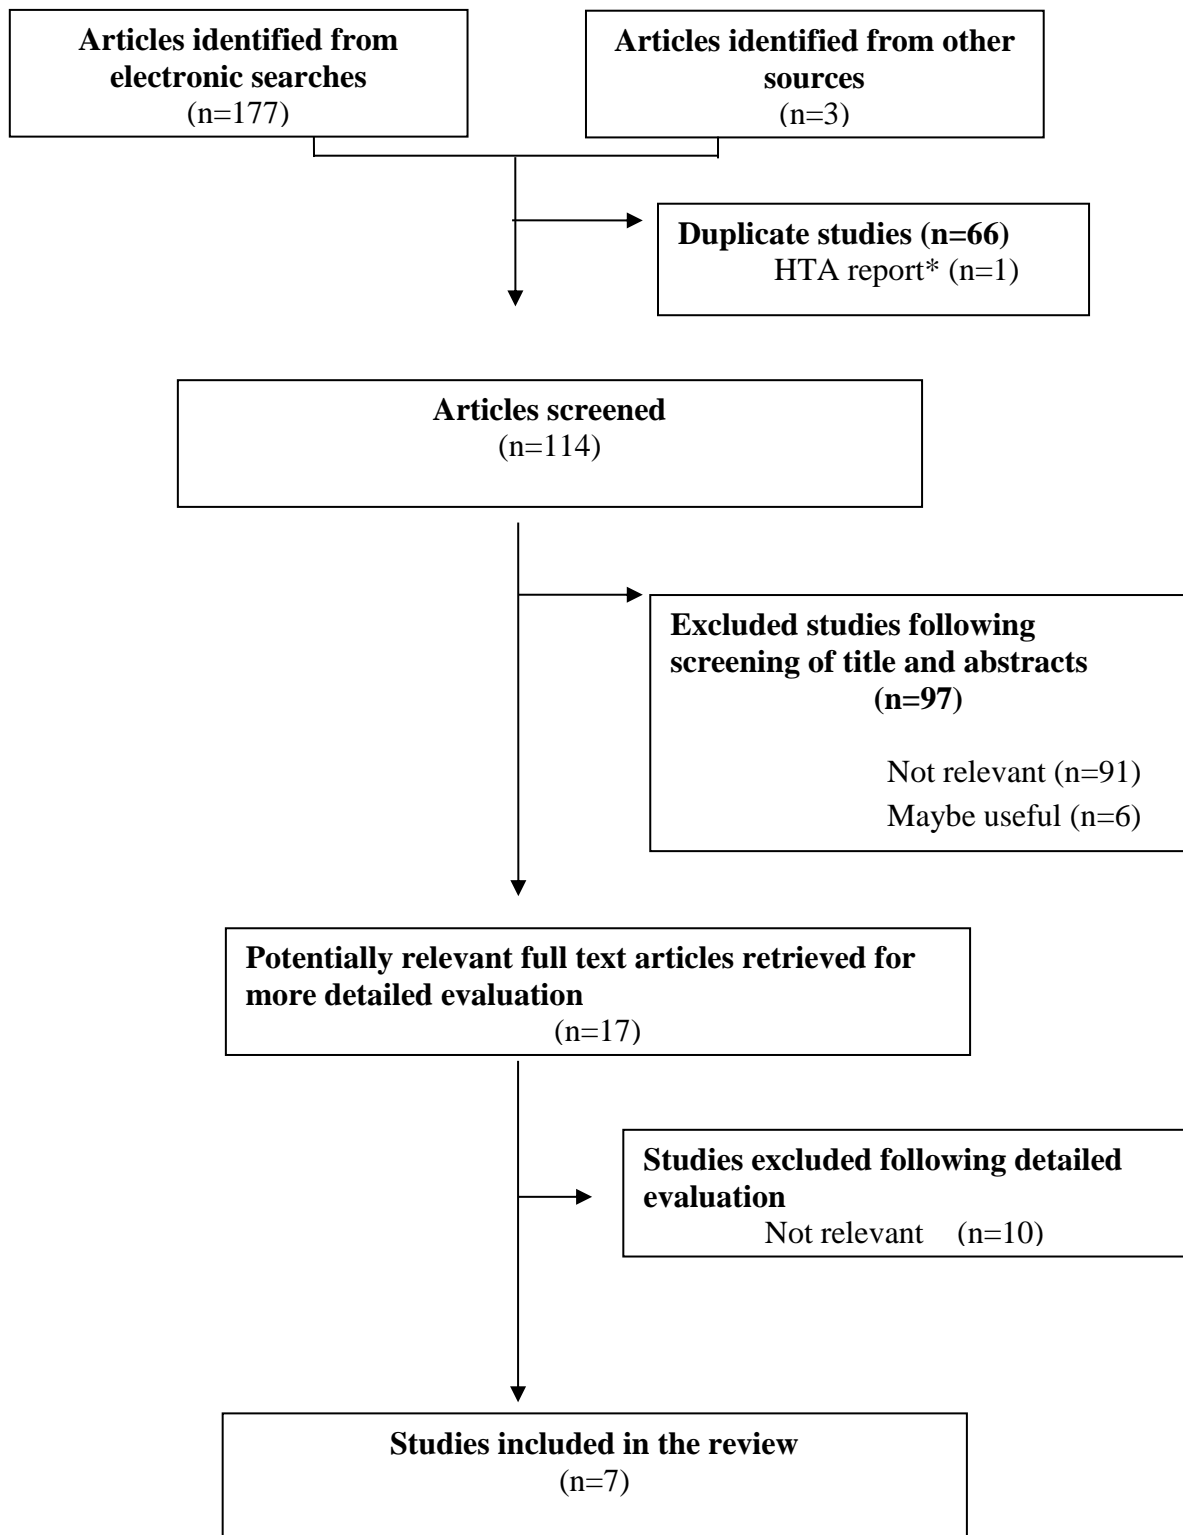 Articles identified from
electronic searches
(n=177)
Articles identified from other
sources
(n=3)
Duplicate studies (n=66)
HTA report* (n=1)
Articles screened
(n=114)
Excluded studies following
screening of title and abstracts
(n=97)
Not relevant (n=91)
Maybe useful (n=6)
Potentially relevant full text articles retrieved for
more detailed evaluation
(n=17)
Studies excluded following detailed
evaluation
Not relevant (n=10)
Studies included in the review
(n=7)